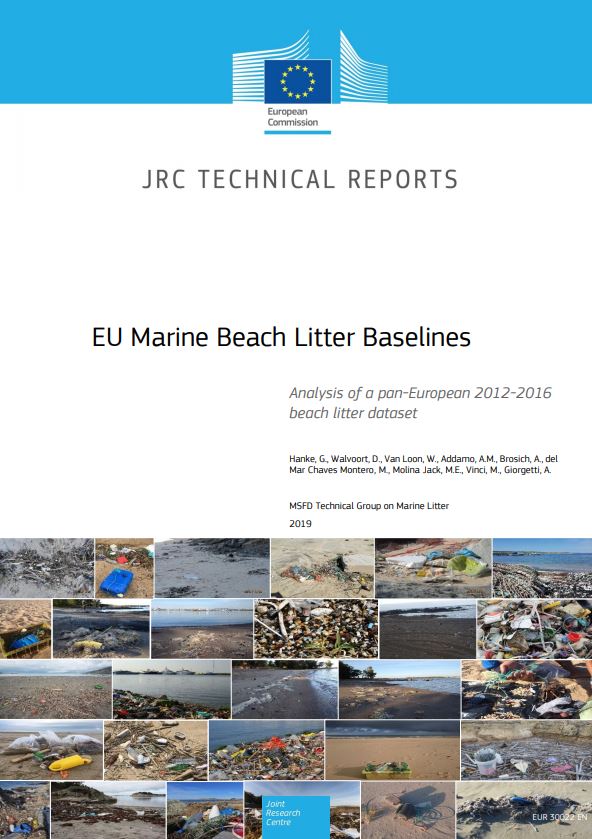 European
Commission
JRC TECHNICAL REPORTS
EU Marine Beach Litter Baselines
Analysis of a pan-European 2012-2016
beach litter dataset
Hanke, G., Walvoort, D., Van Loon, W., Addamo, A.M., Brosich, A., del
Mar Chaves Montero, M., Molina Jack, M.E., Vinci, M., Giorgetti, A.
MSFD Technical Group on Marine Litter
2019
Joint
Research
Centre
EUR 30022 EN